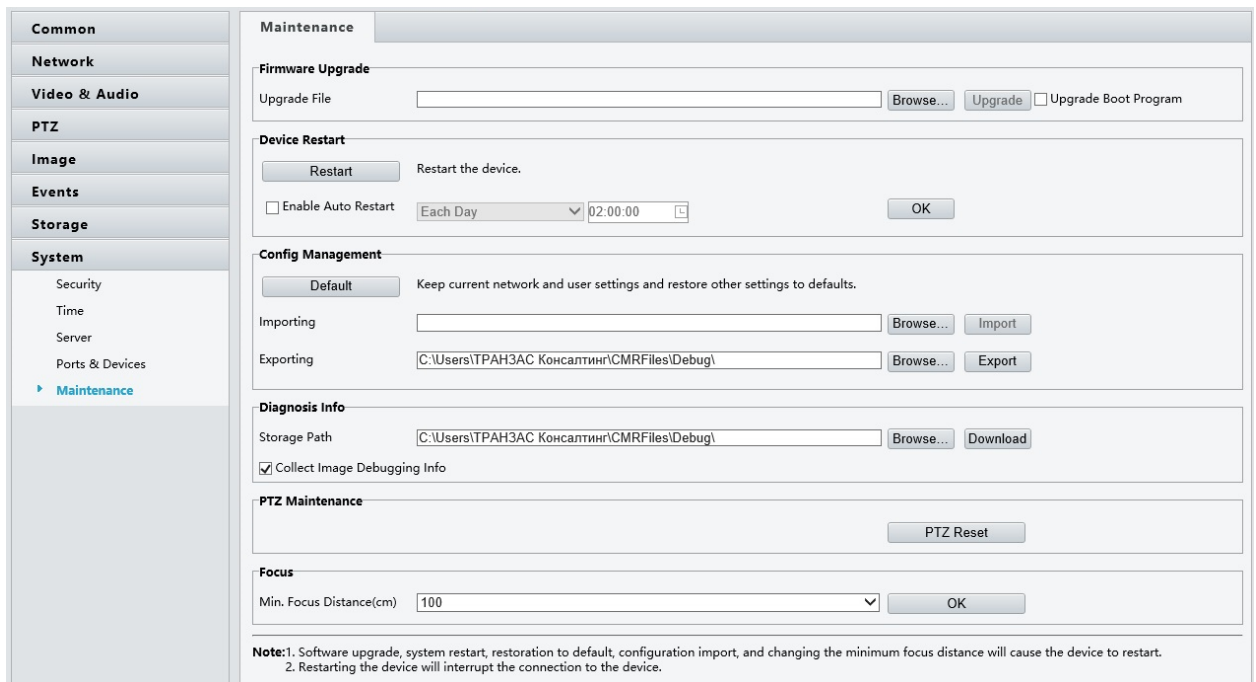 Common
Network
Video & Audio
PTZ
Image
Events
Storage
System
Security
Time
Server
Ports & Devices
Maintenance
Maintenance
Firmware Upgrade
Upgrade File Browse... Upgrade Upgrade Boot Program
Device Restart
Restart Restart the device.
Enable Auto Restart Each Day 02:00:00 OK
Config Management
Default Keep current network and user settings and restore other settings to defaults.
Importing Browse... Import
Exporting C:\Users\ТРАНЗАС Консалтинг\CMRFiles\Debug\ Browse... Export
Diagnosis Info
Storage Path C:\Users\ТРАНЗАС Консалтинг\CMRFiles\Debug\ Browse... Download
Collect Image Debugging Info
PTZ Maintenance
PTZ Reset
Focus
Min. Focus Distance(cm) 100 OK
Note:1. Software upgrade, system restart, restoration to default, configuration import, and changing the minimum focus distance will cause the device to restart.
2. Restarting the device will interrupt the connection to the device.